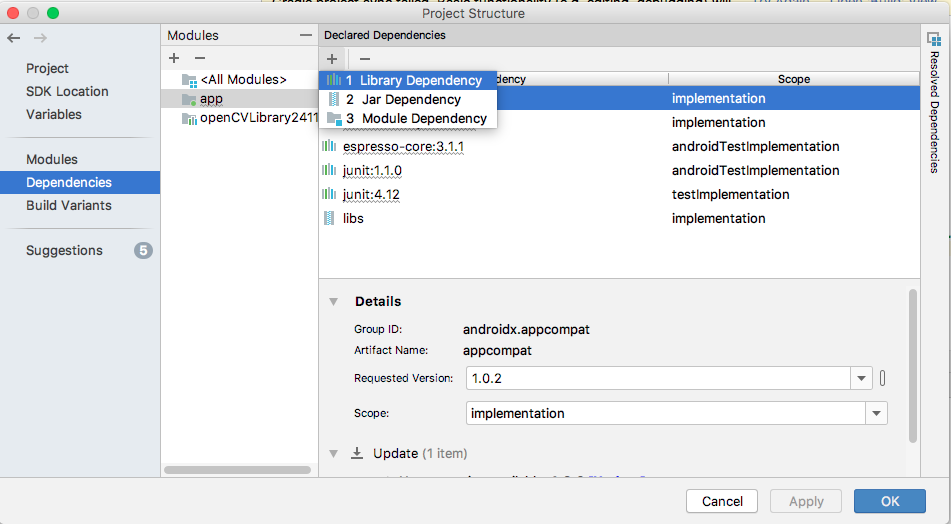 Project Structure
Project
SDK Location
Variables
Modules
Dependencies
Build Variants
Suggestions 5
Modules
<All Modules>
app
openCVLibrary2411
Declared Dependencies
1 Library Dependency
2 Jar Dependency
3 Module Dependency
Scope
implementation
implementation
espresso-core:3.1.1 androidTestImplementation
junit:1.1.0 androidTestImplementation
junit:4.12 testImplementation
libs implementation
Details
Group ID: androidx.appcompat
Artifact Name: appcompat
Requested Version: 1.0.2
Scope: implementation
Update (1 item)
Resolved Dependencies
Cancel Apply OK